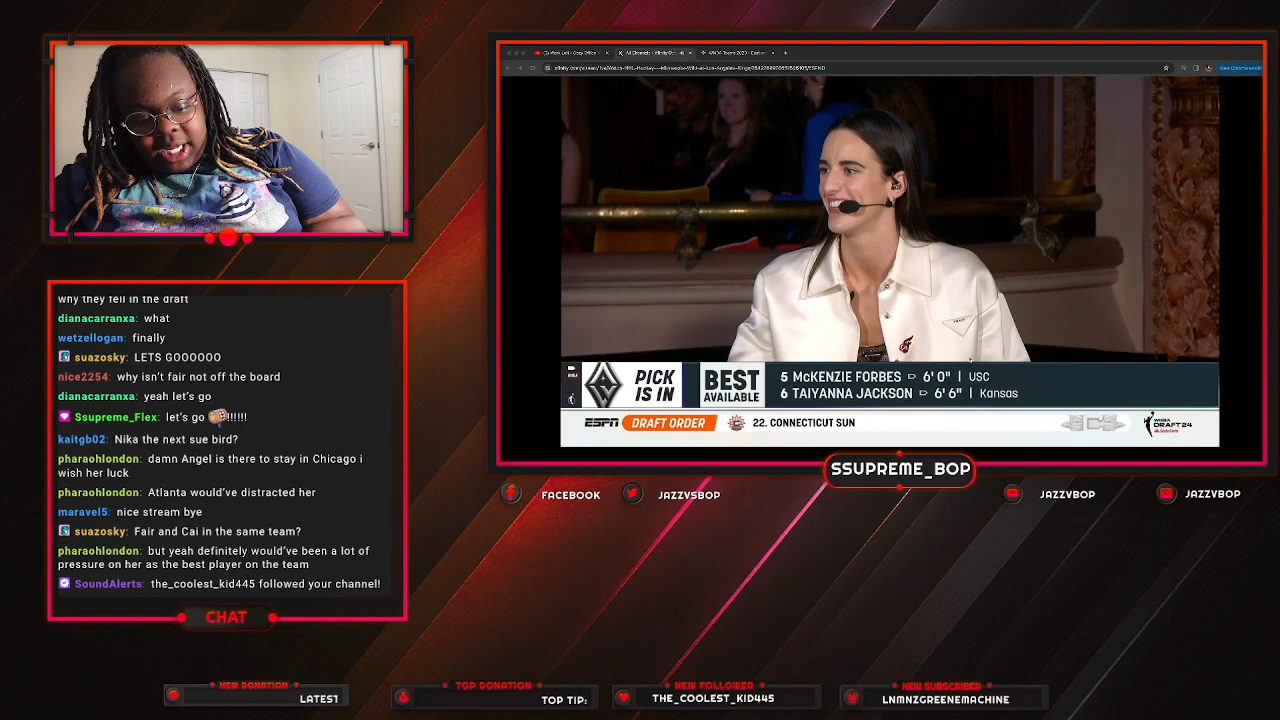 why they fell in the draft
dianacarranxa: what
wetzellogan: finally
suazosky: LETS GOOOOOO
nice2254: why isn't fair not off the board
dianacarranxa: yeah let's go
Ssupreme_Flex: let's go !!!!!!
kaitgb02: Nika the next sue bird?
pharaohlondon: damn Angel is there to stay in Chicago i
wish her luck
pharaohlondon: Atlanta would've distracted her
maravel5: nice stream bye
suazosky: Fair and Cai in the same team?
pharaohlondon: but yeah definitely would've been a lot of
pressure on her as the best player on the team
SoundAlerts: the_coolest_kid445 followed your channel!
CHAT
PICK
IS IN
BEST
AVAILABLE
5 McKENZIE FORBES 6' 0" | USC
6 TAIYANNA JACKSON 6' 6" | Kansas
ESPN DRAFT ORDER 22. CONNECTICUT SUN
WNBA
DRAFT'24
SSUPREME_BOP
FACEBOOK
JAZZVSBOP
JAZZVBOP
JAZZVBOP
NEW DONATION
LATEST
TOP DONATION
TOP TIP:
NEW FOLLOWER
THE_COOLEST_KID445
NEW SUBSCRIBER
LNMNZGREENEMACHINE